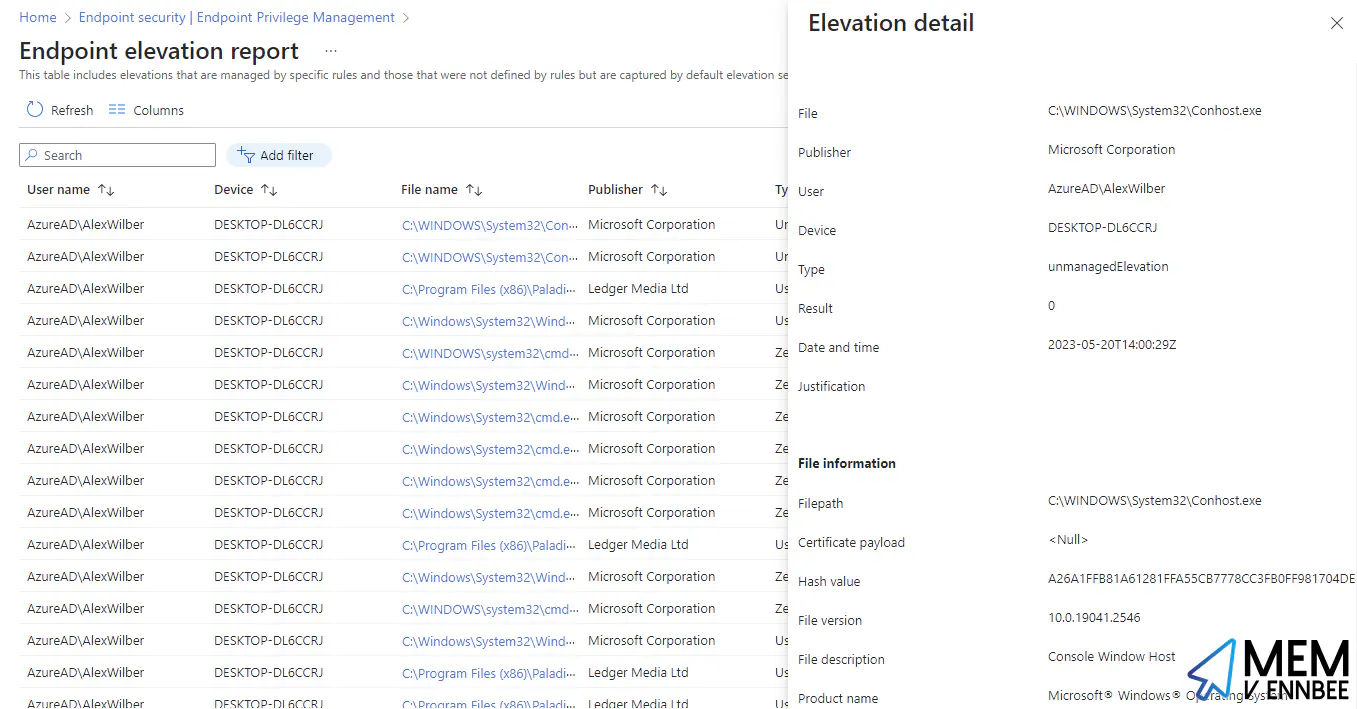 Home > Endpoint security | Endpoint Privilege Management >
Endpoint elevation report ...
This table includes elevations that are managed by specific rules and those that were not defined by rules but are captured by default elevation se
Refresh Columns
Search Add filter
User name ↑↓ Device ↑↓ File name ↑↓ Publisher ↑↓ Ty
AzureAD\AlexWilber DESKTOP-DL6CCRJ C:\WINDOWS\System32\Con... Microsoft Corporation Un
AzureAD\AlexWilber DESKTOP-DL6CCRJ C:\WINDOWS\System32\Con... Microsoft Corporation Un
AzureAD\AlexWilber DESKTOP-DL6CCRJ C:\Program Files (x86)\Paladi... Ledger Media Ltd Us
AzureAD\AlexWilber DESKTOP-DL6CCRJ C:\Windows\System32\Wind... Microsoft Corporation Us
AzureAD\AlexWilber DESKTOP-DL6CCRJ C:\WINDOWS\system32\cmd... Microsoft Corporation Ze
AzureAD\AlexWilber DESKTOP-DL6CCRJ C:\Windows\System32\Wind... Microsoft Corporation Ze
AzureAD\AlexWilber DESKTOP-DL6CCRJ C:\Windows\System32\cmd.e... Microsoft Corporation Ze
AzureAD\AlexWilber DESKTOP-DL6CCRJ C:\Windows\System32\cmd.e... Microsoft Corporation Ze
AzureAD\AlexWilber DESKTOP-DL6CCRJ C:\Windows\System32\cmd.e... Microsoft Corporation Ze
AzureAD\AlexWilber DESKTOP-DL6CCRJ C:\Windows\System32\cmd.e... Microsoft Corporation Ze
AzureAD\AlexWilber DESKTOP-DL6CCRJ C:\Program Files (x86)\Paladi... Ledger Media Ltd Us
AzureAD\AlexWilber DESKTOP-DL6CCRJ C:\Windows\System32\Wind... Microsoft Corporation Ze
AzureAD\AlexWilber DESKTOP-DL6CCRJ C:\WINDOWS\system32\cmd... Microsoft Corporation Ze
AzureAD\AlexWilber DESKTOP-DL6CCRJ C:\Windows\System32\Wind... Microsoft Corporation Us
AzureAD\AlexWilber DESKTOP-DL6CCRJ C:\Program Files (x86)\Paladi... Ledger Media Ltd Us
AzureAD\AlexWilber DESKTOP-DL6CCRJ C:\Program Files (x86)\Paladi... Ledger Media Ltd Us
Elevation detail
File C:\WINDOWS\System32\Conhost.exe
Publisher Microsoft Corporation
User AzureAD\AlexWilber
Device DESKTOP-DL6CCRJ
Type unmanagedElevation
Result 0
Date and time 2023-05-20T14:00:29Z
Justification
File information
Filepath C:\WINDOWS\System32\Conhost.exe
Certificate payload <Null>
Hash value A26A1FFB81A61281FFA55CB7778CC3FB0FF981704DE
File version 10.0.19041.2546
File description Console Window Host
Product name Microsoft® Windows® Operating System
MEM
V ENNBEE